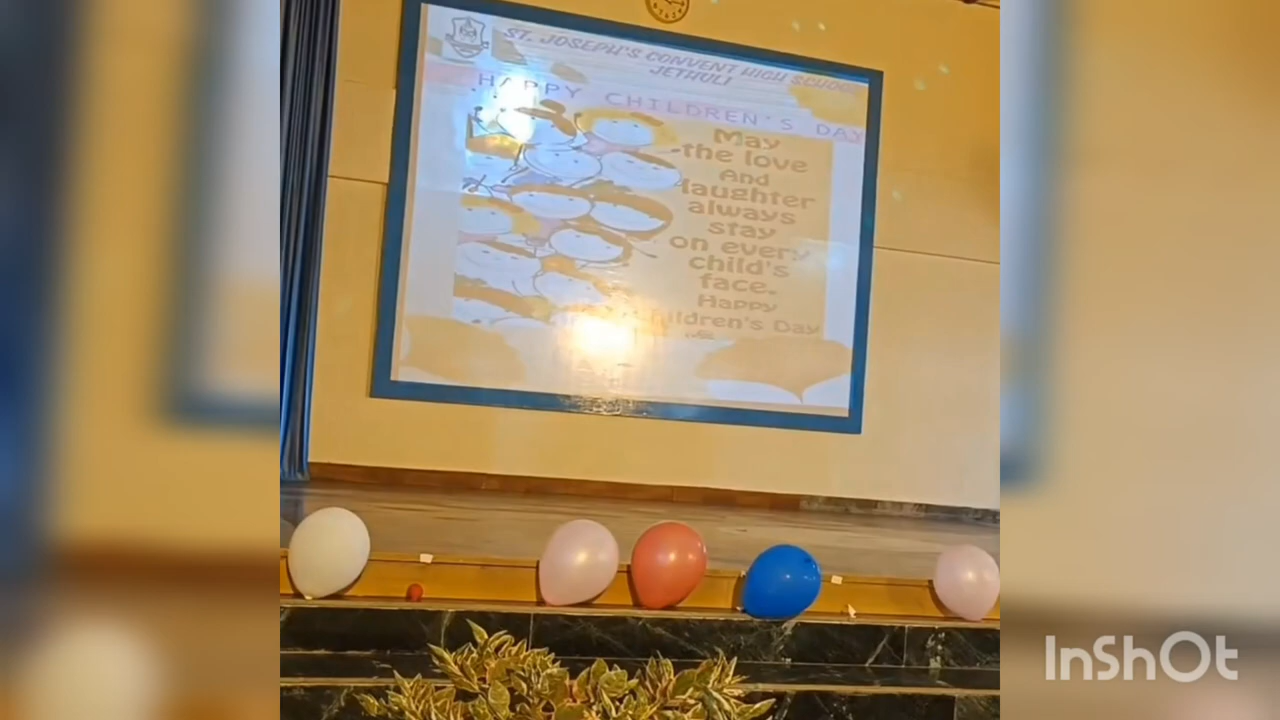 ST. JOSEPH'S CONVENT HIGH SCHOOL
JETHULI
HAPPY CHILDREN'S DAY
May
the love
And
laughter
always
stay
on every
child's
face.
Happy
Children's Day
InShOt